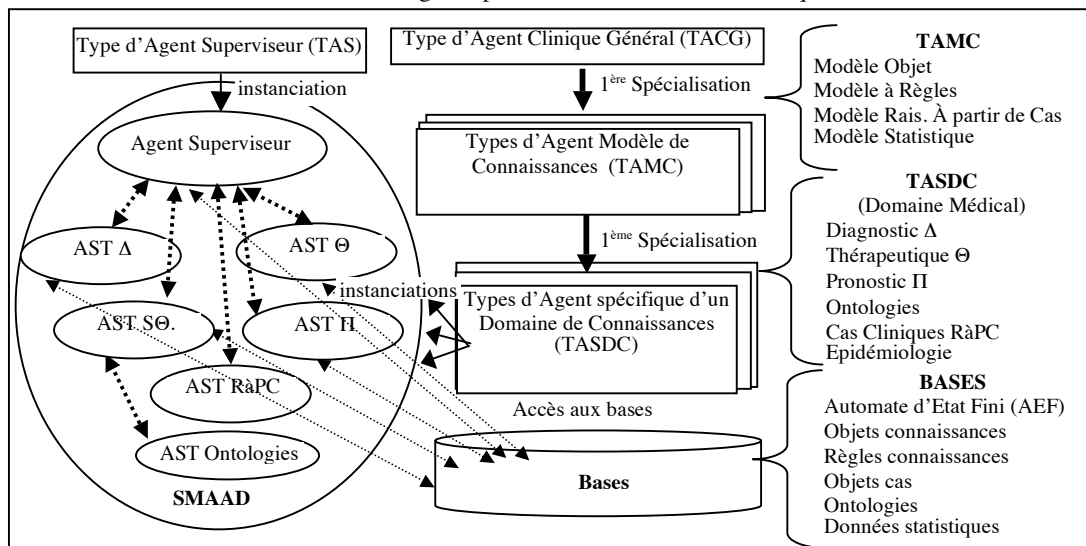 Type d'Agent Superviseur (TAS)
Type d'Agent Clinique Général (TACG)
instanciation
1ère Spécialisation
Agent Superviseur
Types d'Agent Modèle de
Connaissances (TAMC)
AST Δ
AST Θ
1ème Spécialisation
instanciations
Types d'Agent spécifique d'un
Domaine de Connaissances
(TASDC)
AST SΘ.
AST Π
AST RàPC
Accès aux bases
AST Ontologies
SMAAD
Bases
TAMC
Modèle Objet
Modèle à Règles
Modèle Rais. À partir de Cas
Modèle Statistique
TASDC
(Domaine Médical)
Diagnostic Δ
Thérapeutique Θ
Pronostic Π
Ontologies
Cas Cliniques RàPC
Epidémiologie
BASES
Automate d'Etat Fini (AEF)
Objets connaissances
Règles connaissances
Objets cas
Ontologies
Données statistiques